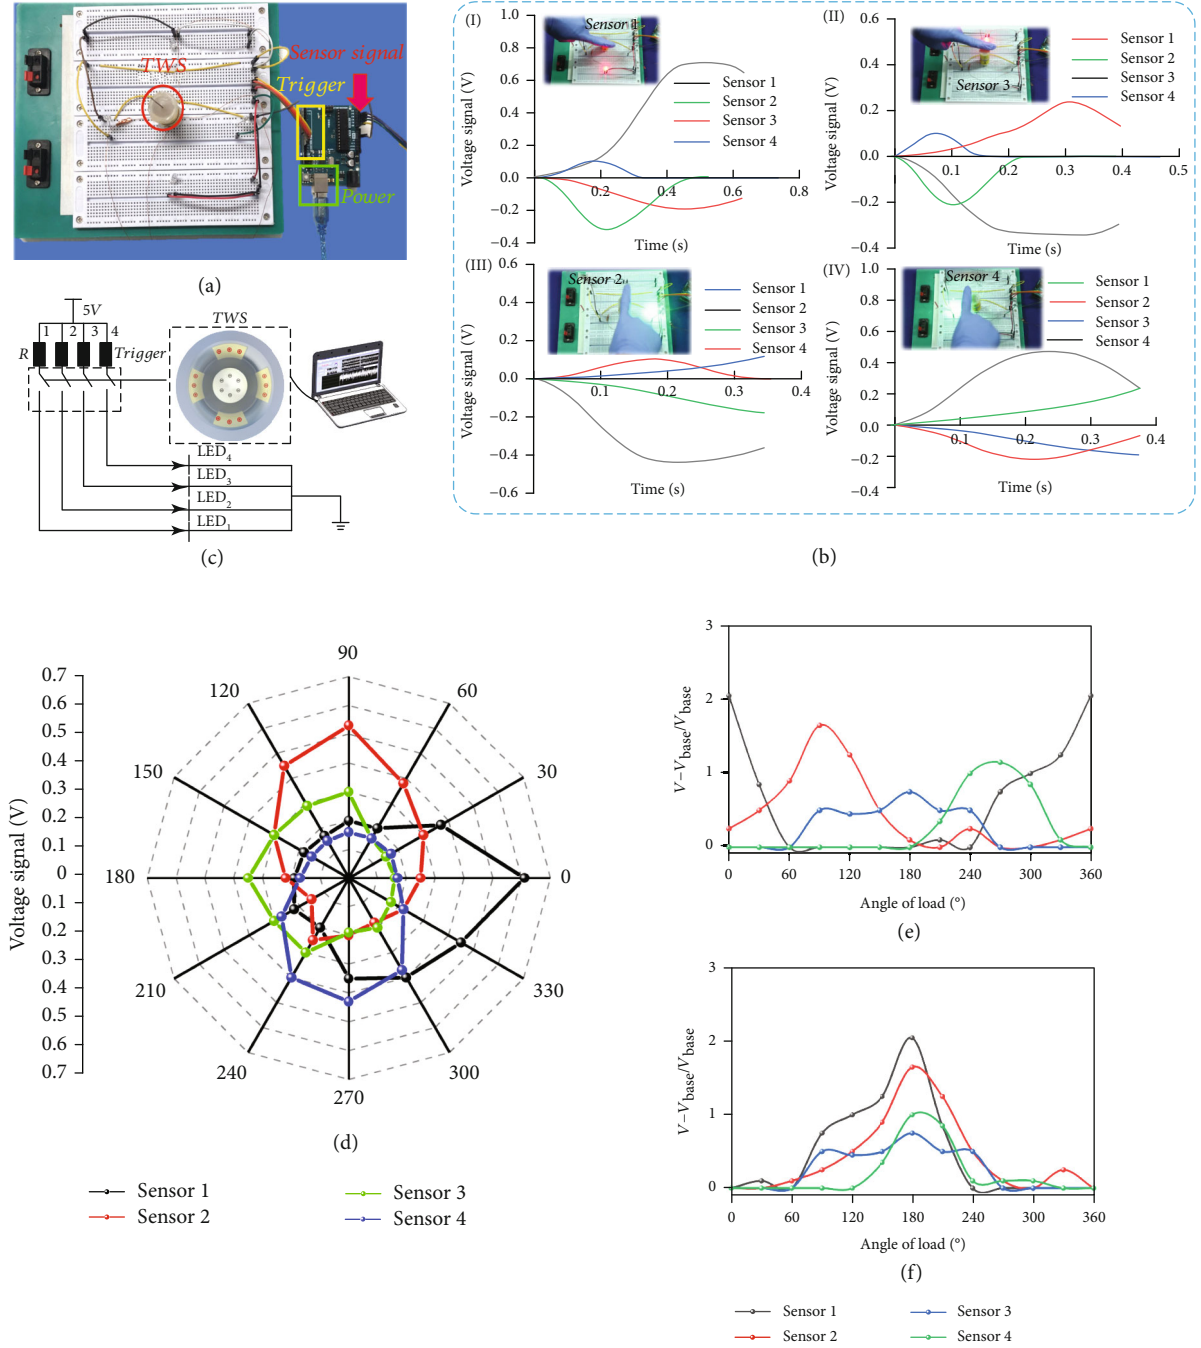 TWS
Sensor signal
Trigger
Power
(a)
(I)
Voltage signal (V)
1.0
0.8
0.6
0.4
0.2
0.0
−0.2
−0.4
Sensor
Sensor 1
Sensor 2
Sensor 3
Sensor 4
0.2
0.4
0.6
0.8
Time (s)
(II)
Voltage signal (V)
0.6
0.4
0.2
0.0
−0.2
−0.4
Sensor 3
Sensor 1
Sensor 2
Sensor 3
Sensor 4
0.1
0.2
0.3
0.4
0.5
Time (s)
(III)
Voltage signal (V)
0.6
0.4
0.2
0.0
−0.2
−0.4
−0.6
Sensor 2
Sensor 1
Sensor 2
Sensor 3
Sensor 4
0.1
0.2
0.3
0.4
Time (s)
(IV)
Voltage signal (V)
1.0
0.8
0.6
0.4
0.2
0.0
−0.2
−0.4
Sensor 4
Sensor 1
Sensor 2
Sensor 3
Sensor 4
0.1
0.2
0.3
0.4
Time (s)
(b)
5V
1 2 3 4
R
Trigger
TWS
LED4
LED3
LED2
LED1
(c)
Voltage signal (V)
0.7
0.6
0.5
0.4
0.3
0.2
0.1
0
0.1
0.2
0.3
0.4
0.5
0.6
0.7
90
120
60
150
30
180
0
210
330
240
300
270
(d)
Sensor 1
Sensor 2
Sensor 3
Sensor 4
V−Vbase/Vbase
3
2
1
0
0 60 120 180 240 300 360
Angle of load (°)
(e)
V−Vbase/Vbase
3
2
1
0
0 60 120 180 240 300 360
Angle of load (°)
(f)
Sensor 1
Sensor 2
Sensor 3
Sensor 4